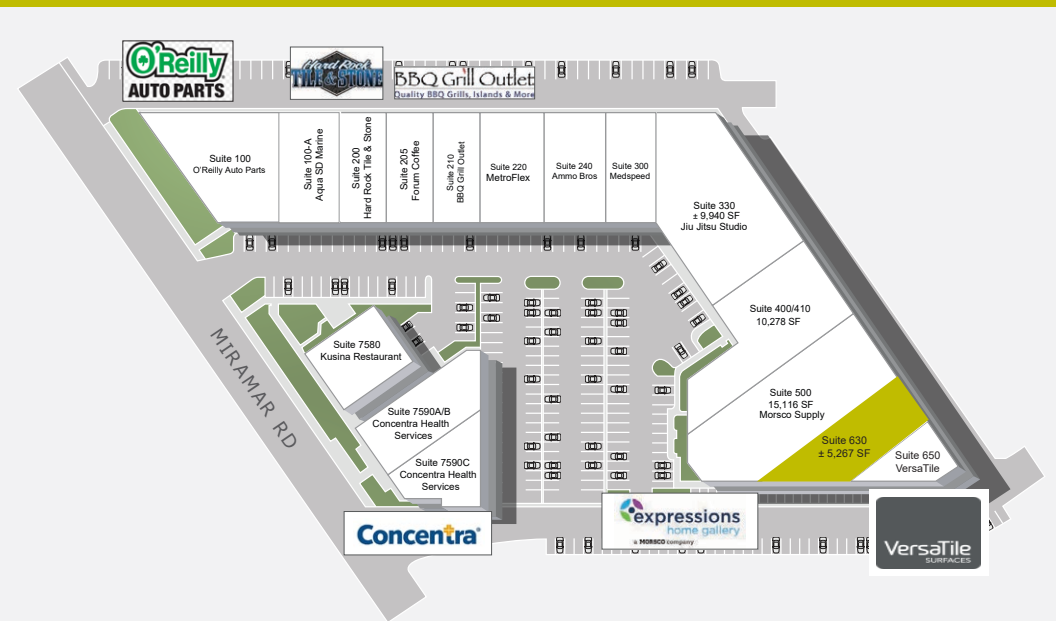 O'Reilly
AUTO PARTS
Hard Rock
TILE & STONE
BBQ Grill Outlet
Quality BBQ Grills, Islands & More
Suite 100
O'Reilly Auto Parts
Suite 100-A
Aqua SD Marine
Suite 200
Hard Rock Tile & Stone
Suite 205
Forum Coffee
Suite 210
BBQ Grill Outlet
Suite 220
MetroFlex
Suite 240
Ammo Bros
Suite 300
Medspeed
Suite 330
± 9,940 SF
Jiu Jitsu Studio
Suite 400/410
10,278 SF
Suite 500
15,116 SF
Morsco Supply
Suite 630
± 5,267 SF
Suite 650
VersaTile
Suite 7580
Kusina Restaurant
Suite 7590A/B
Concentra Health
Services
Suite 7590C
Concentra Health
Services
MIRAMAR RD
Concentra
expressions
home gallery
a MORSCO company
VersaTile
SURFACES